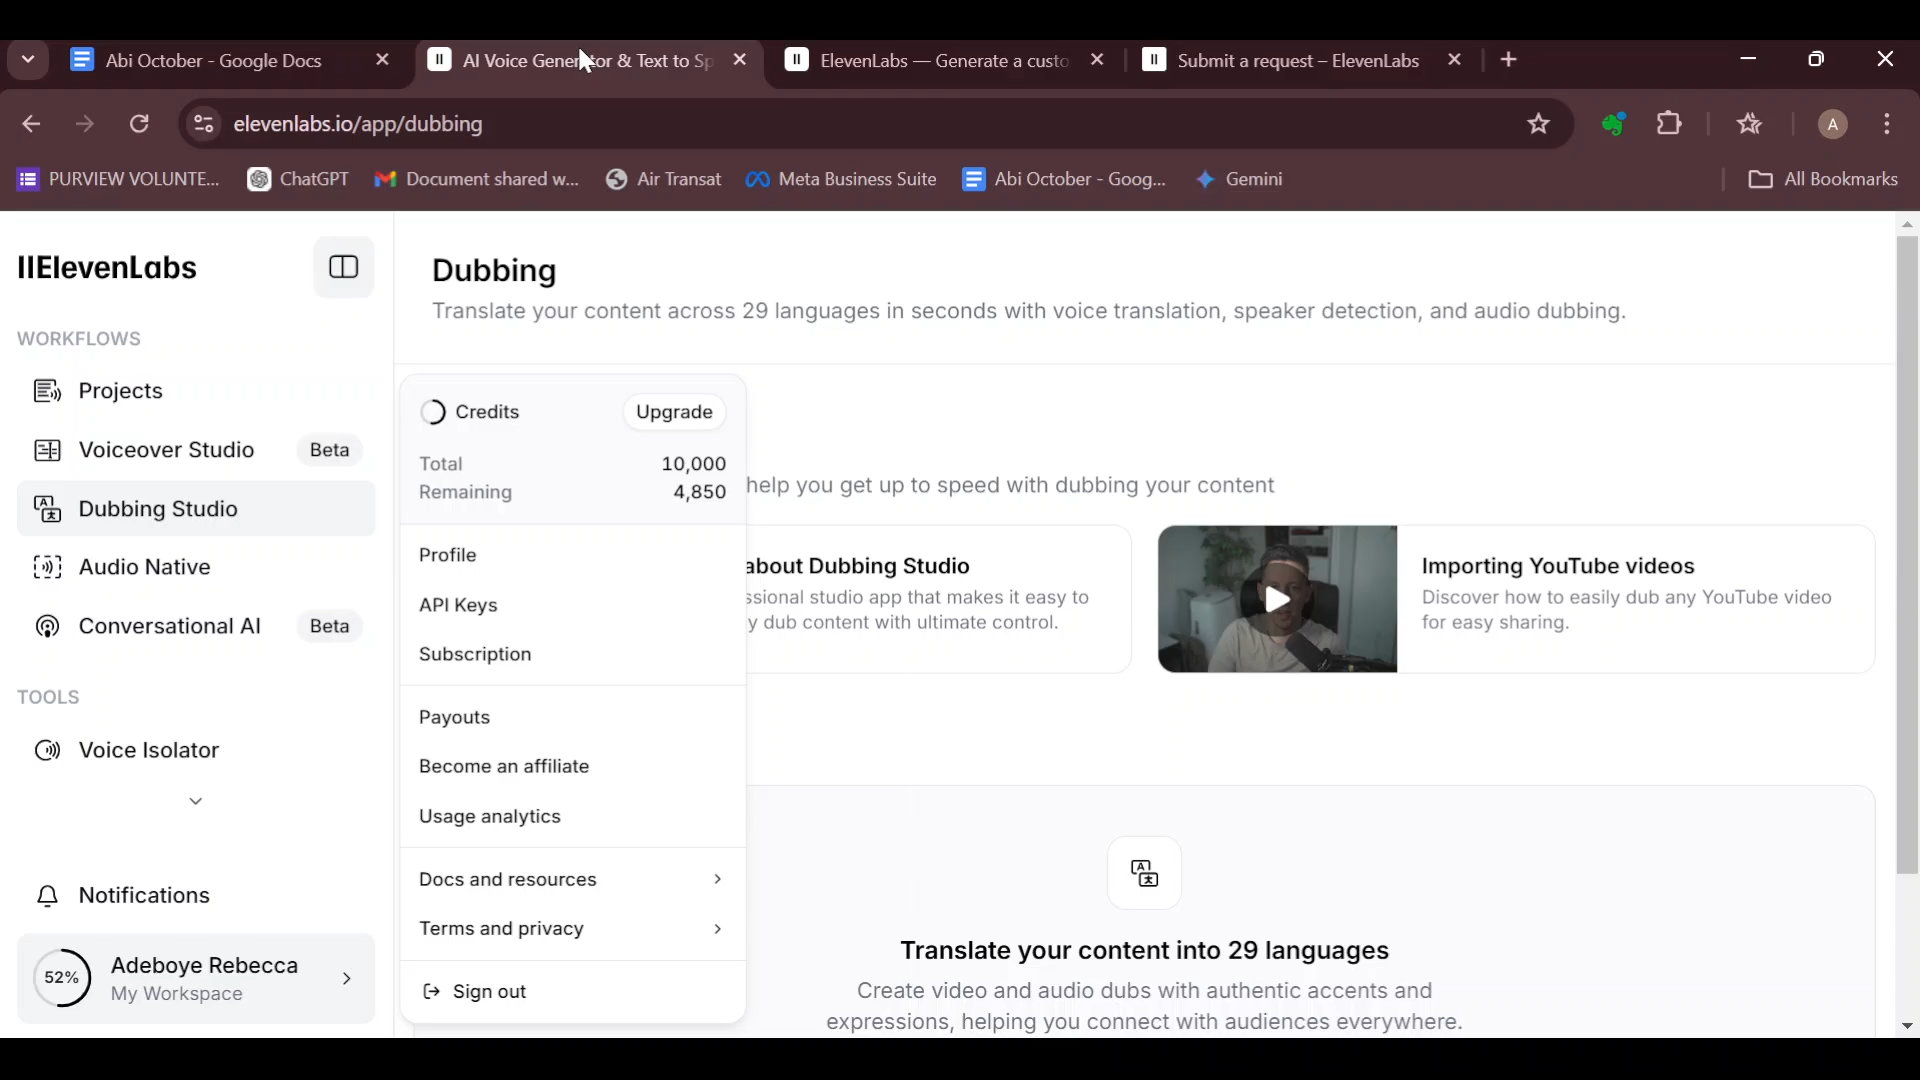 Abi October - Google Docs
AI Voice Gene tor & Text to Sp
ElevenLabs — Generate a custo
Submit a request – ElevenLabs
elevenlabs.io/app/dubbing
A
PURVIEW VOLUNTE...
ChatGPT
Document shared w...
Air Transat
Meta Business Suite
Abi October - Goog...
Gemini
All Bookmarks
IIElevenLabs
WORKFLOWS
Projects
Voiceover Studio Beta
Dubbing Studio
Audio Native
Conversational AI Beta
TOOLS
Voice Isolator
Notifications
52%
Adeboye Rebecca
My Workspace
Dubbing
Translate your content across 29 languages in seconds with voice translation, speaker detection, and audio dubbing.
Credits Upgrade
Total 10,000
Remaining 4,850
Profile
API Keys
Subscription
Payouts
Become an affiliate
Usage analytics
Docs and resources
Terms and privacy
Sign out
help you get up to speed with dubbing your content
about Dubbing Studio
ssional studio app that makes it easy to
y dub content with ultimate control.
Importing YouTube videos
Discover how to easily dub any YouTube video
for easy sharing.
Translate your content into 29 languages
Create video and audio dubs with authentic accents and
expressions, helping you connect with audiences everywhere.